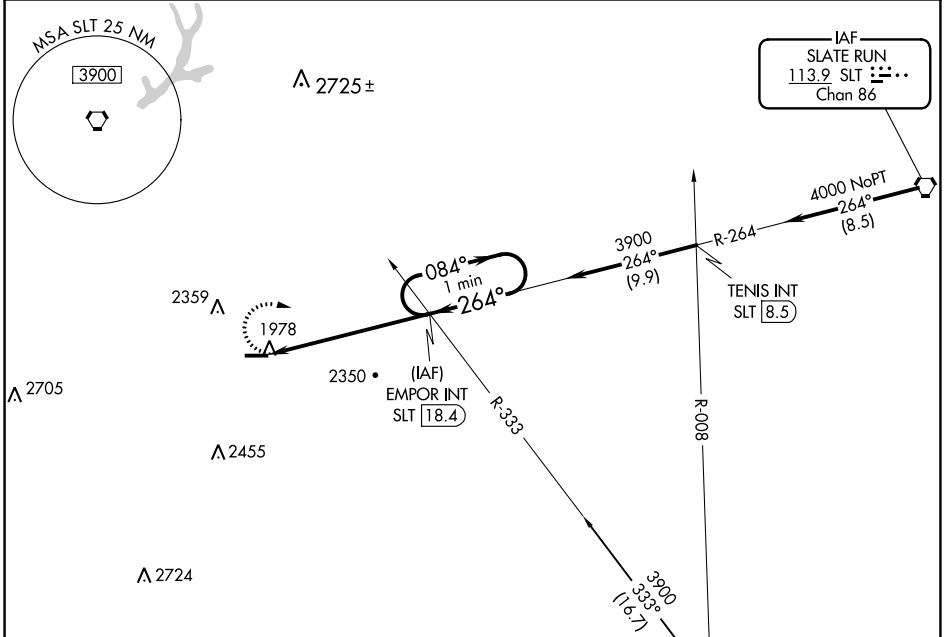 MSA SLT 25 NM
3900
2725 ±
IAF
SLATE RUN
113.9 SLT
Chan 86
4000 NoPT
264°
(8.5)
R-264
3900
264°
(9.9)
TENIS INT
SLT 8.5
084°
1 min
264°
2359
1978
2350
(IAF)
EMPOR INT
SLT 18.4
2705
R-333
R-008
2455
2724
3900
333°
(16.7)